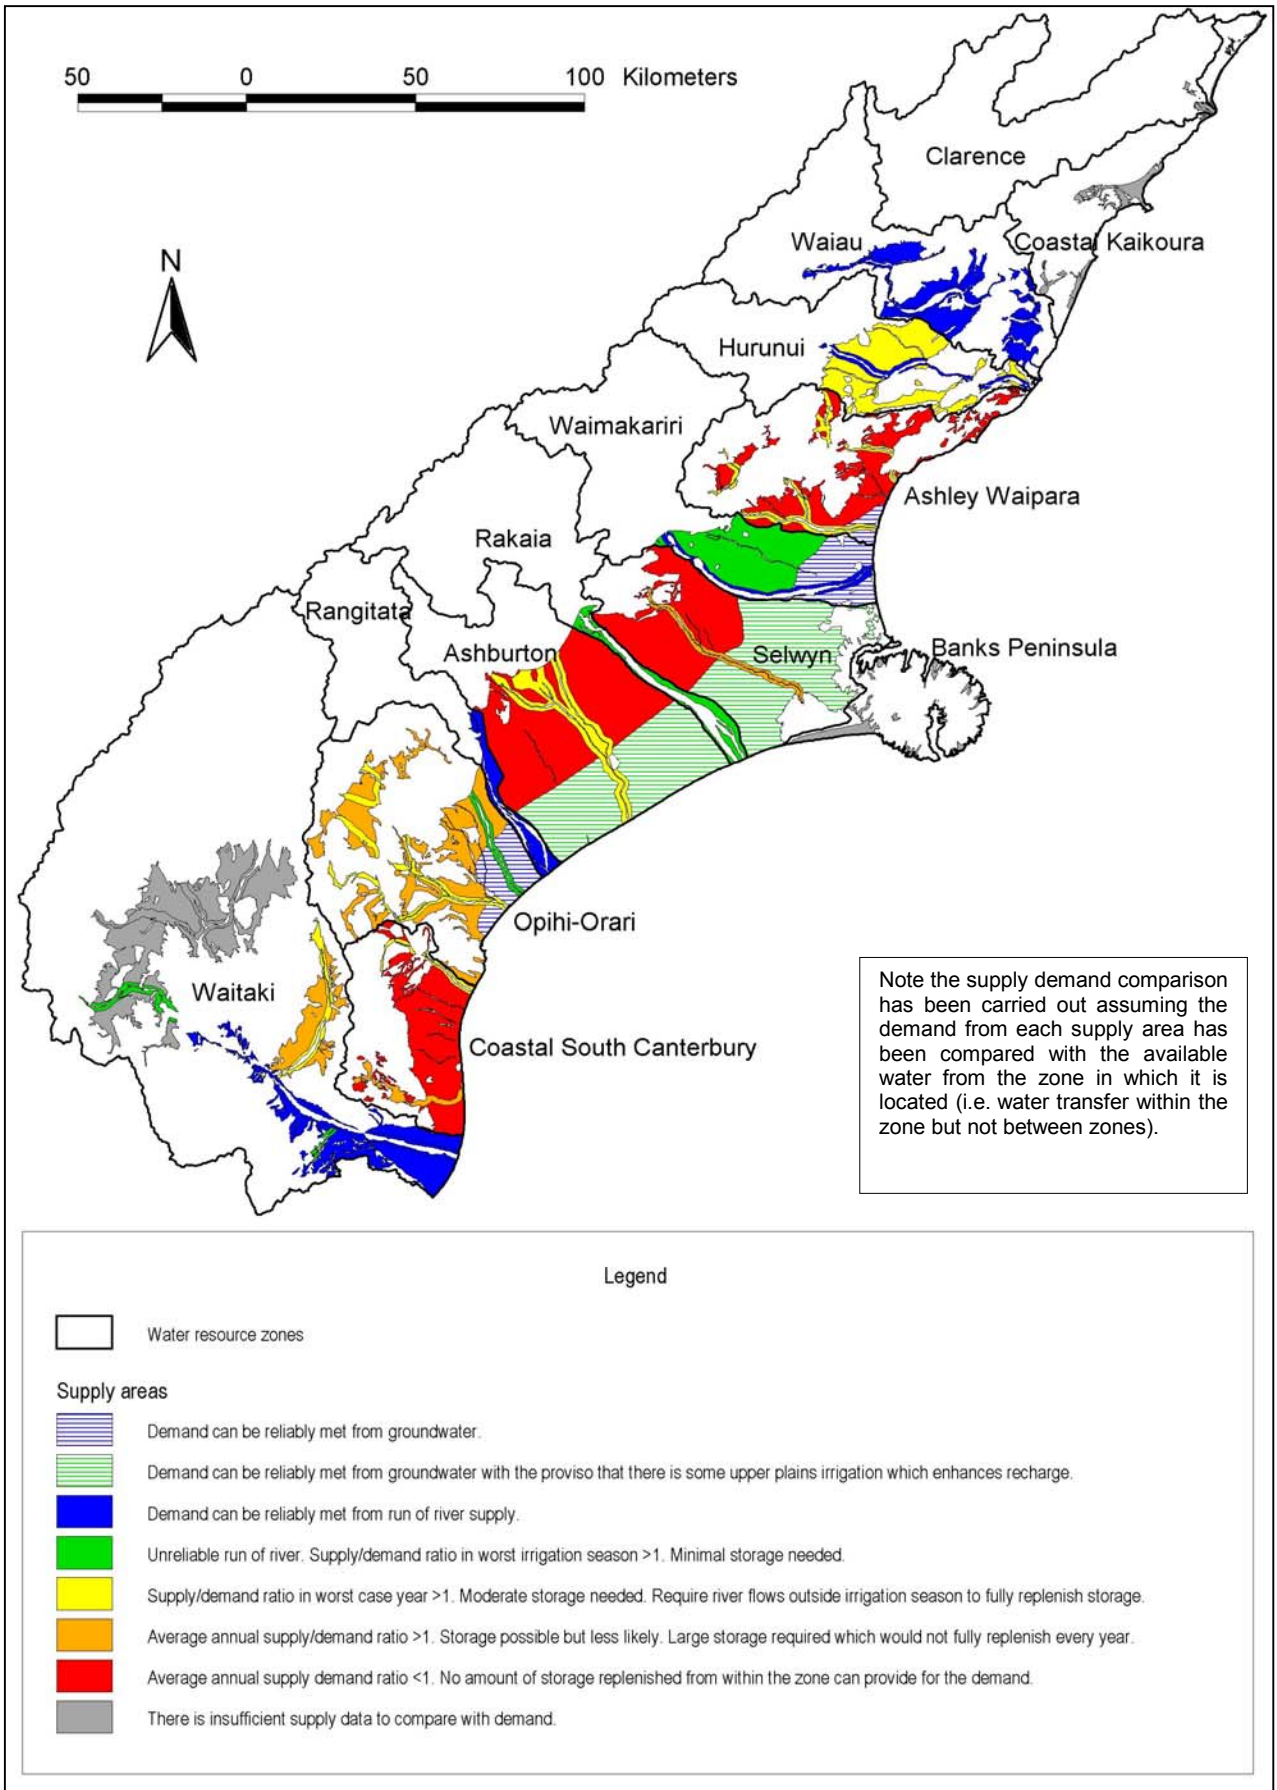 50 0 50 100 Kilometers
Clarence
N
Waiau
Coastal Kaikoura
Hurunui
Waimakariri
Ashley Waipara
Rakaia
Rangitata
Ashburton
Selwyn
Banks Peninsula
Opihi-Orari
Waitaki
Coastal South Canterbury
Note the supply demand comparison
has been carried out assuming the
demand from each supply area has
been compared with the available
water from the zone in which it is
located (i.e. water transfer within the
zone but not between zones).
Legend
Water resource zones
Supply areas
Demand can be reliably met from groundwater.
Demand can be reliably met from groundwater with the proviso that there is some upper plains irrigation which enhances recharge.
Demand can be reliably met from run of river supply.
Unreliable run of river. Supply/demand ratio in worst irrigation season >1. Minimal storage needed.
Supply/demand ratio in worst case year >1. Moderate storage needed. Require river flows outside irrigation season to fully replenish storage.
Average annual supply/demand ratio >1. Storage possible but less likely. Large storage required which would not fully replenish every year.
Average annual supply demand ratio <1. No amount of storage replenished from within the zone can provide for the demand.
There is insufficient supply data to compare with demand.